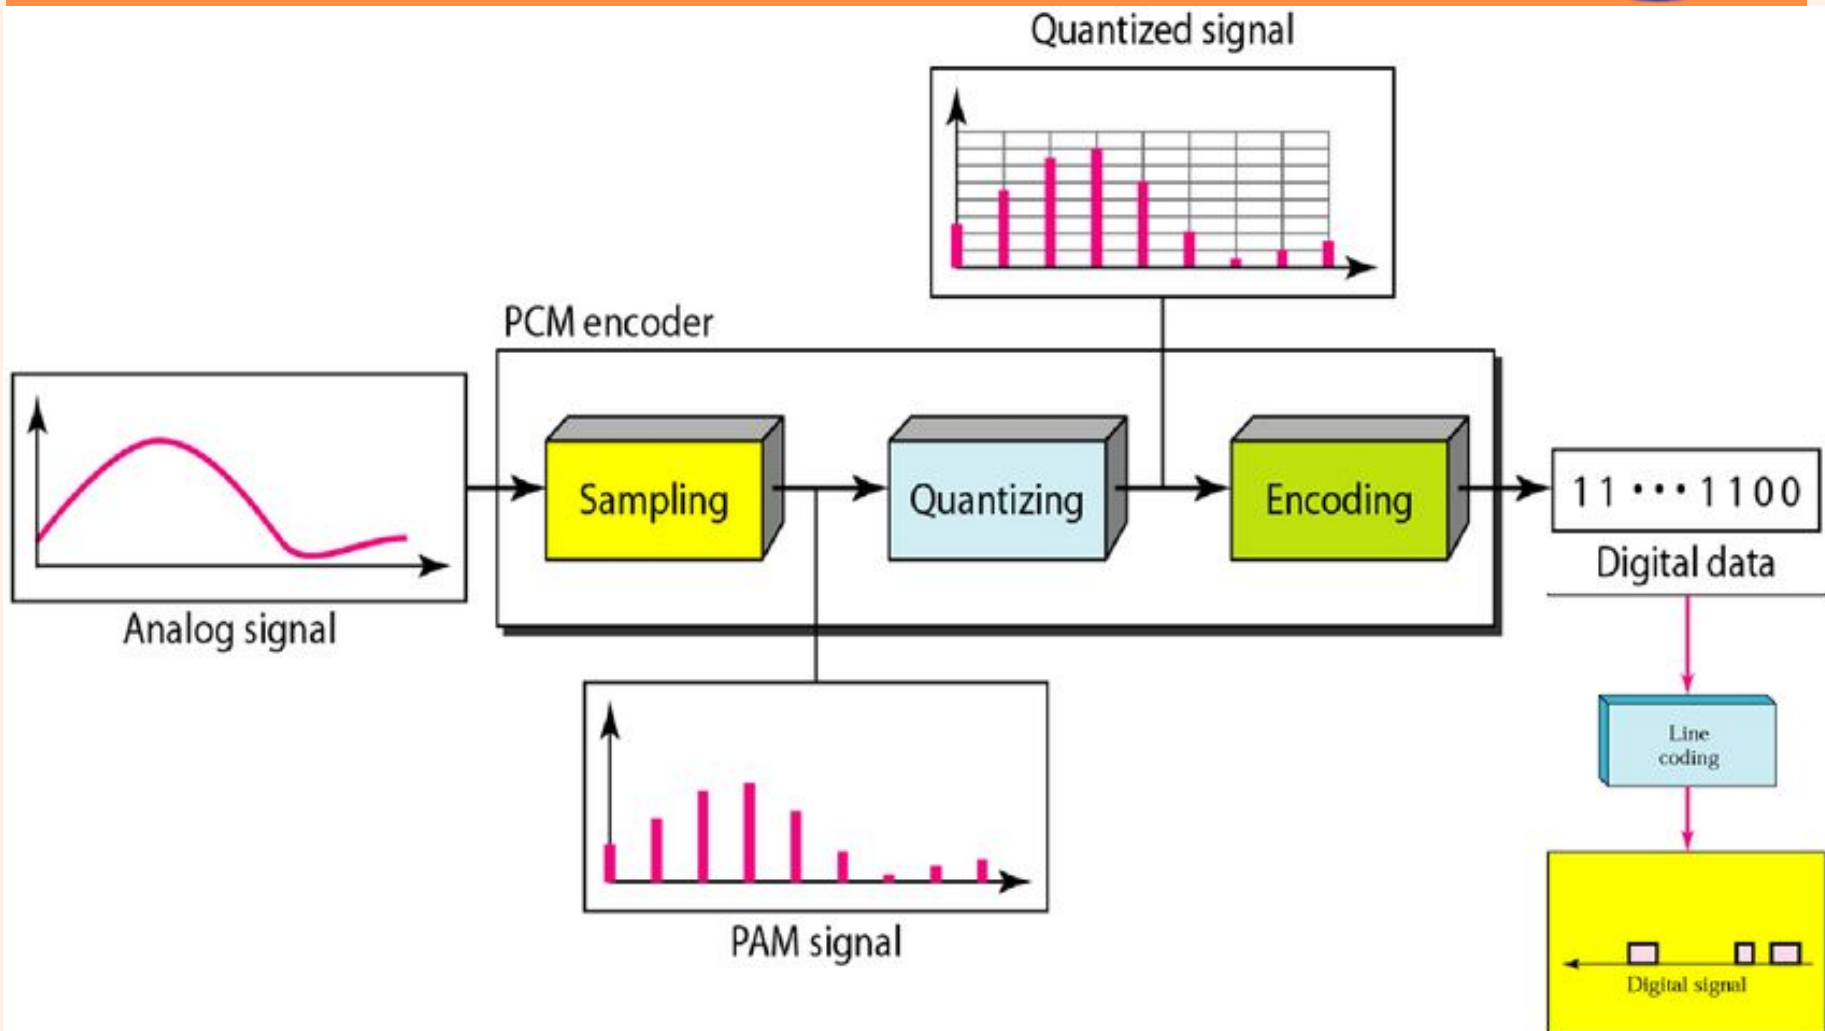 Quantized signal
PCM encoder
Sampling
Quantizing
Encoding
11 • • • 1100
Digital data
Analog signal
Line
coding
PAM signal
Digital signal